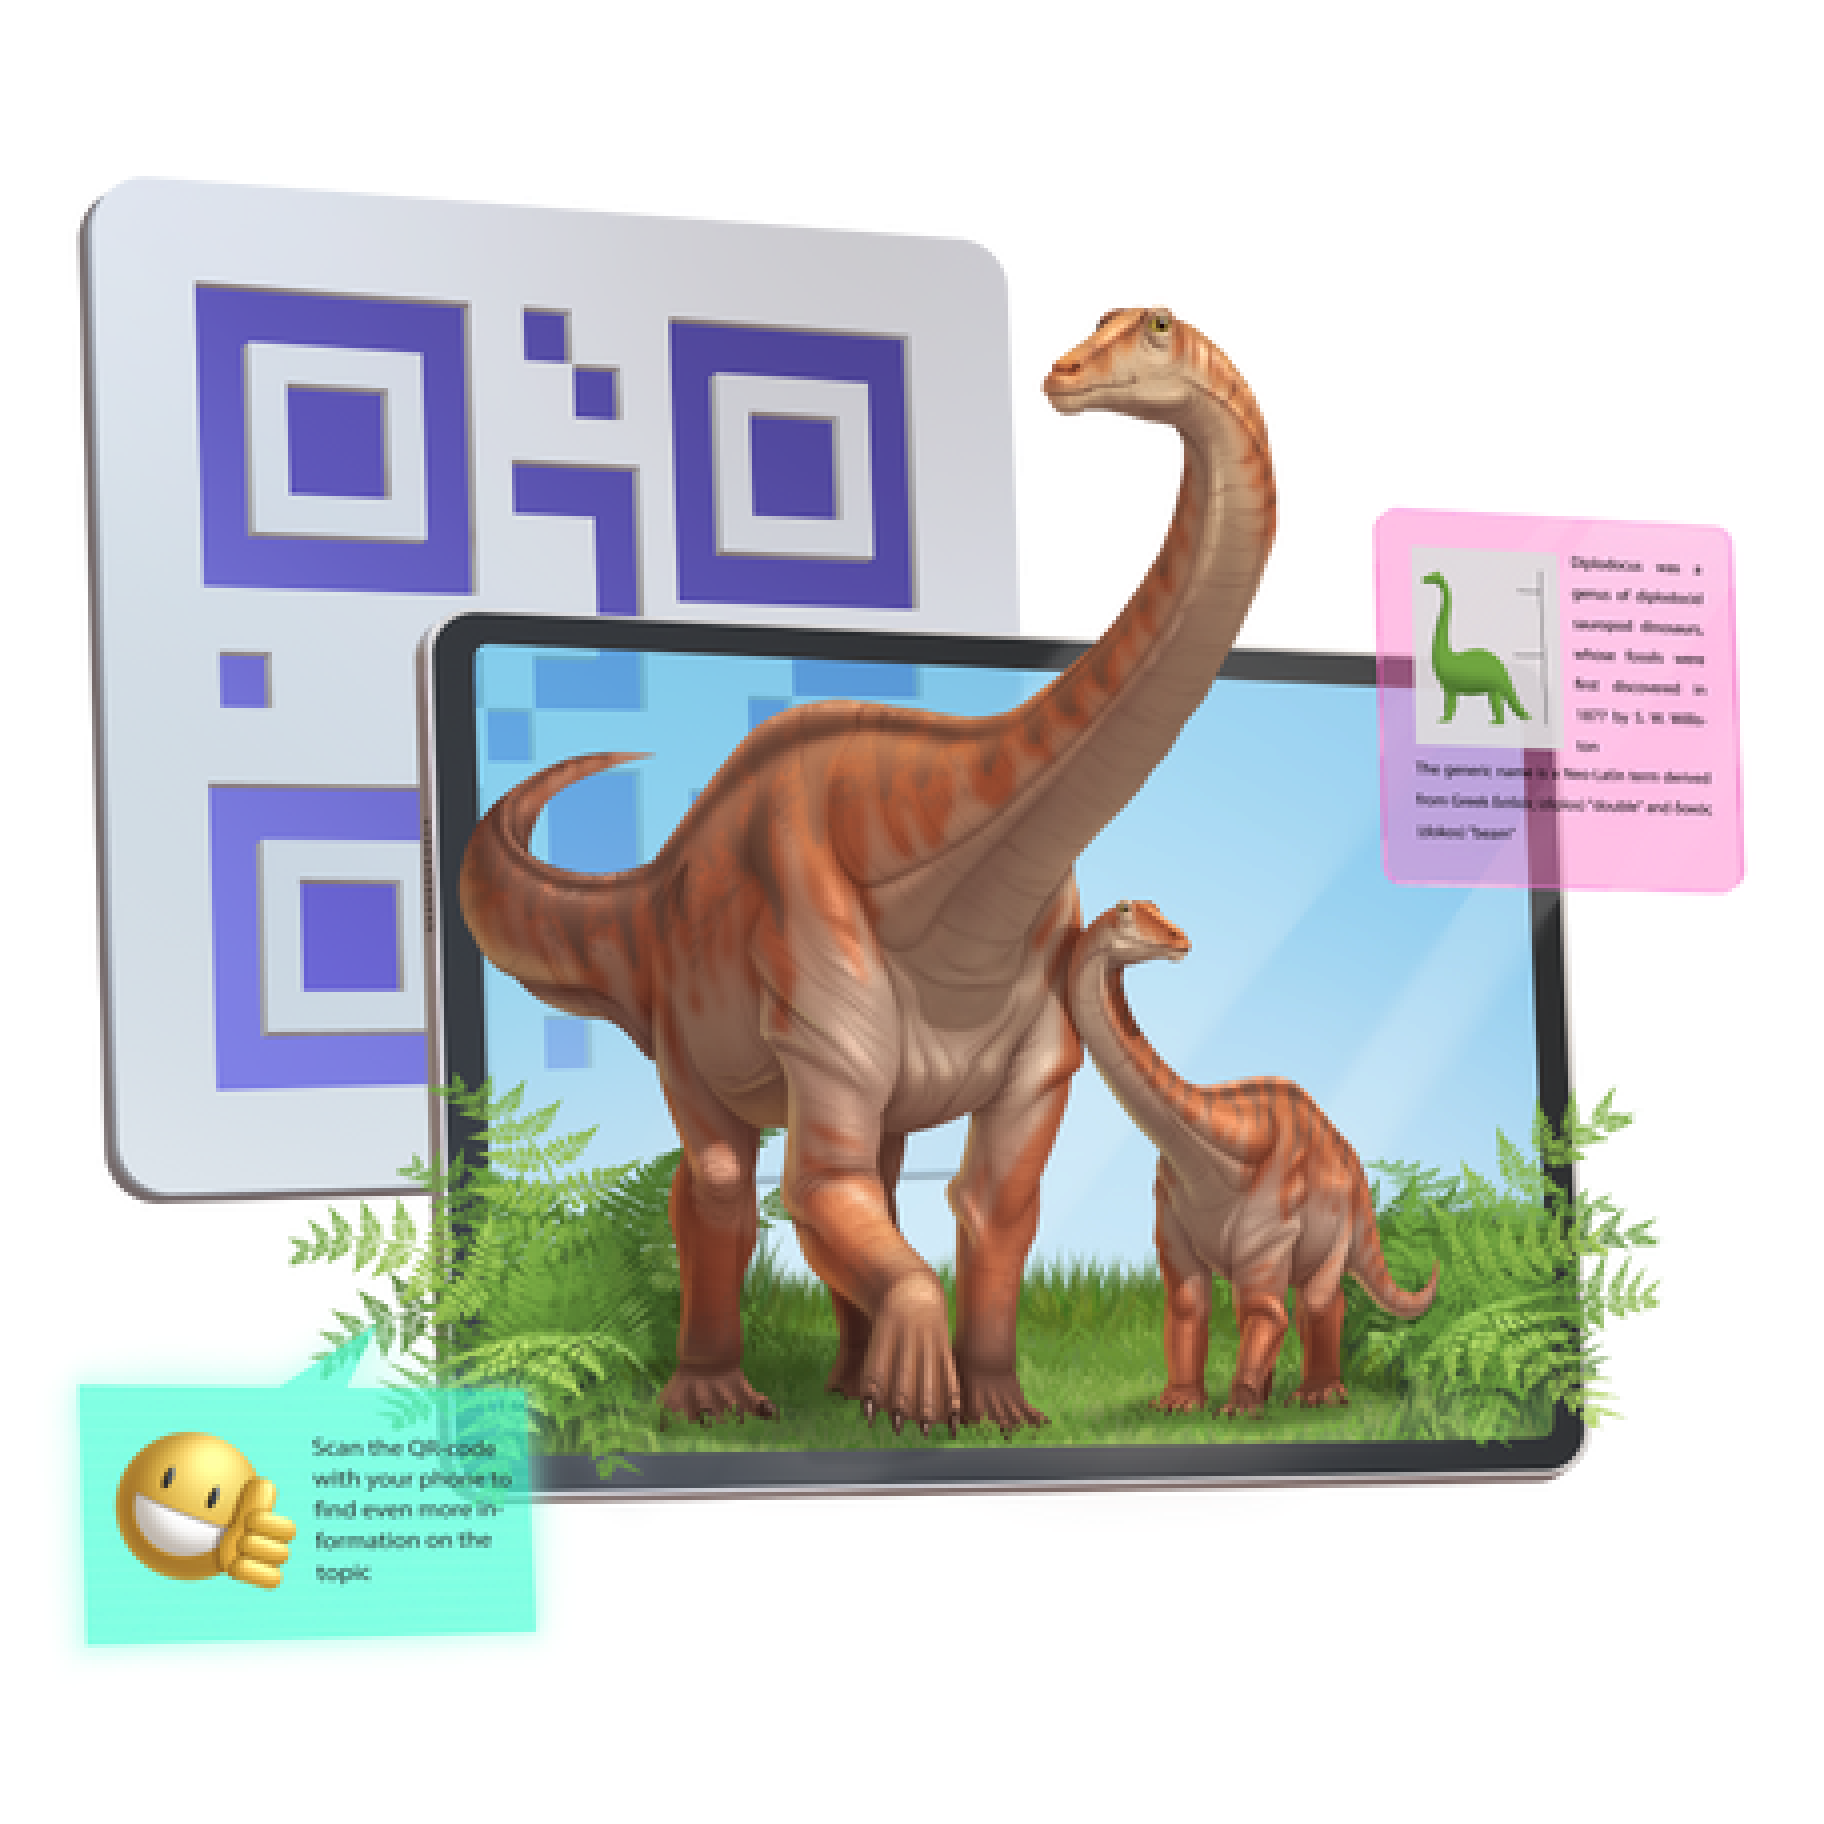 Diplodocus was a
genus of diplodocid
sauropod dinosaurs,
whose fossils were
first discovered in
1877 by S. W. Willis-
ton
The generic name is a Neo-Latin term derived
from Greek "double" and
"beam"
Scan the QR-code
with your phone to
find even more in-
formation on the
topic